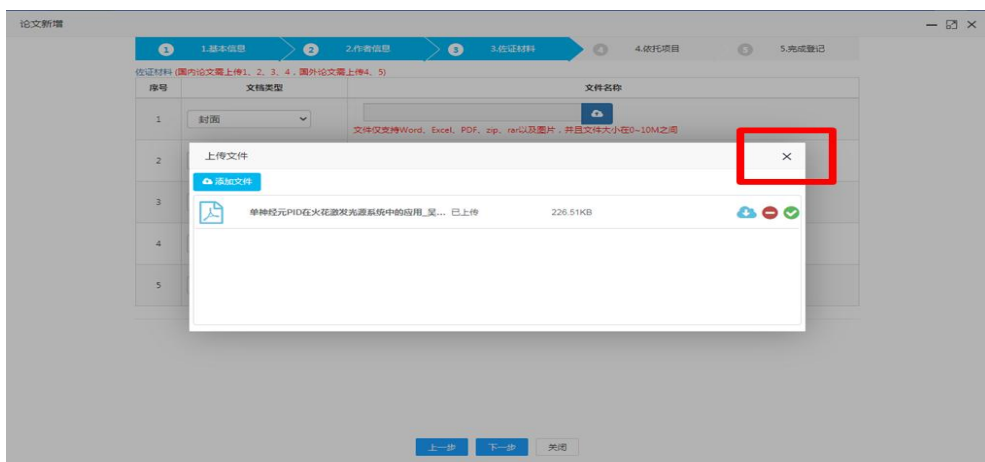 论文新增
1 1.基本信息 2 2.作者信息 3 3.佐证材料 4 4.依托项目 5 5.完成登记
佐证材料 (国内论文需上传1、2、3、4，国外论文需上传4、5)
序号 文档类型 文件名称
1 封面
文件仅支持Word、Excel、PDF、zip、rar以及图片，并且文件大小在0~10M之间
上传文件
2
添加文件
3 单神经元PID在火花激发光源系统中的应用_吴... 已上传 226.51KB
4
5
上一步 下一步 关闭